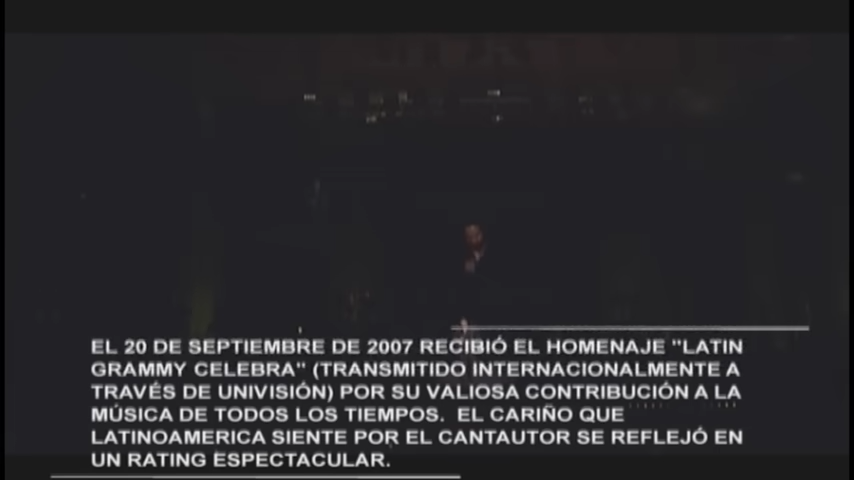 EL 20 DE SEPTIEMBRE DE 2007 RECIBIÓ EL HOMENAJE "LATIN
GRAMMY CELEBRA" (TRANSMITIDO INTERNACIONALMENTE A
TRAVÉS DE UNIVISIÓN) POR SU VALIOSA CONTRIBUCIÓN A LA
MÚSICA DE TODOS LOS TIEMPOS. EL CARIÑO QUE
LATINOAMERICA SIENTE POR EL CANTAUTOR SE REFLEJÓ EN
UN RATING ESPECTACULAR.